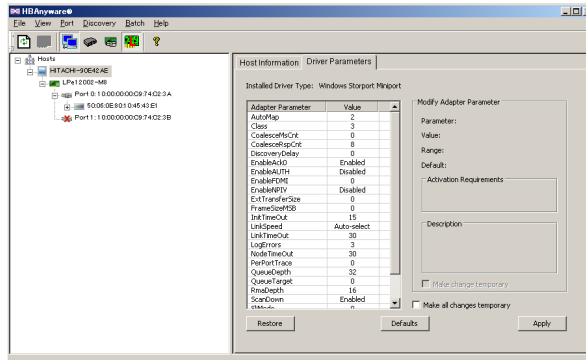 HBAnyware®
File View Port Discovery Batch Help
Hosts
HITACHI-90E42AE
LPe12002-M8
Port 0: 10:00:00:00:C9:74:C2:3A
50:06:0E:80:10:45:43:E1
Port 1: 10:00:00:00:C9:74:C2:3B
Host Information Driver Parameters
Installed Driver Type: Windows Storport Miniport
Adapter Parameter Value
AutoMap 2
Class 3
CoalesceMsCnt 0
CoalesceRspCnt 8
DiscoveryDelay 0
EnableAck0 Enabled
EnableAUTH Disabled
EnableFDMI 0
EnableNPIV Disabled
ExtTransferSize 0
FrameSizeMSB 0
InitTimeOut 15
LinkSpeed Auto-select
LinkTimeOut 30
LogErrors 3
NodeTimeOut 30
PerPortTrace 0
QueueDepth 32
QueueTarget 0
RmaDepth 16
ScanDown Enabled
Modify Adapter Parameter
Parameter:
Value:
Range:
Default:
Activation Requirements
Description
Make change temporary
Make all changes temporary
Restore Defaults Apply